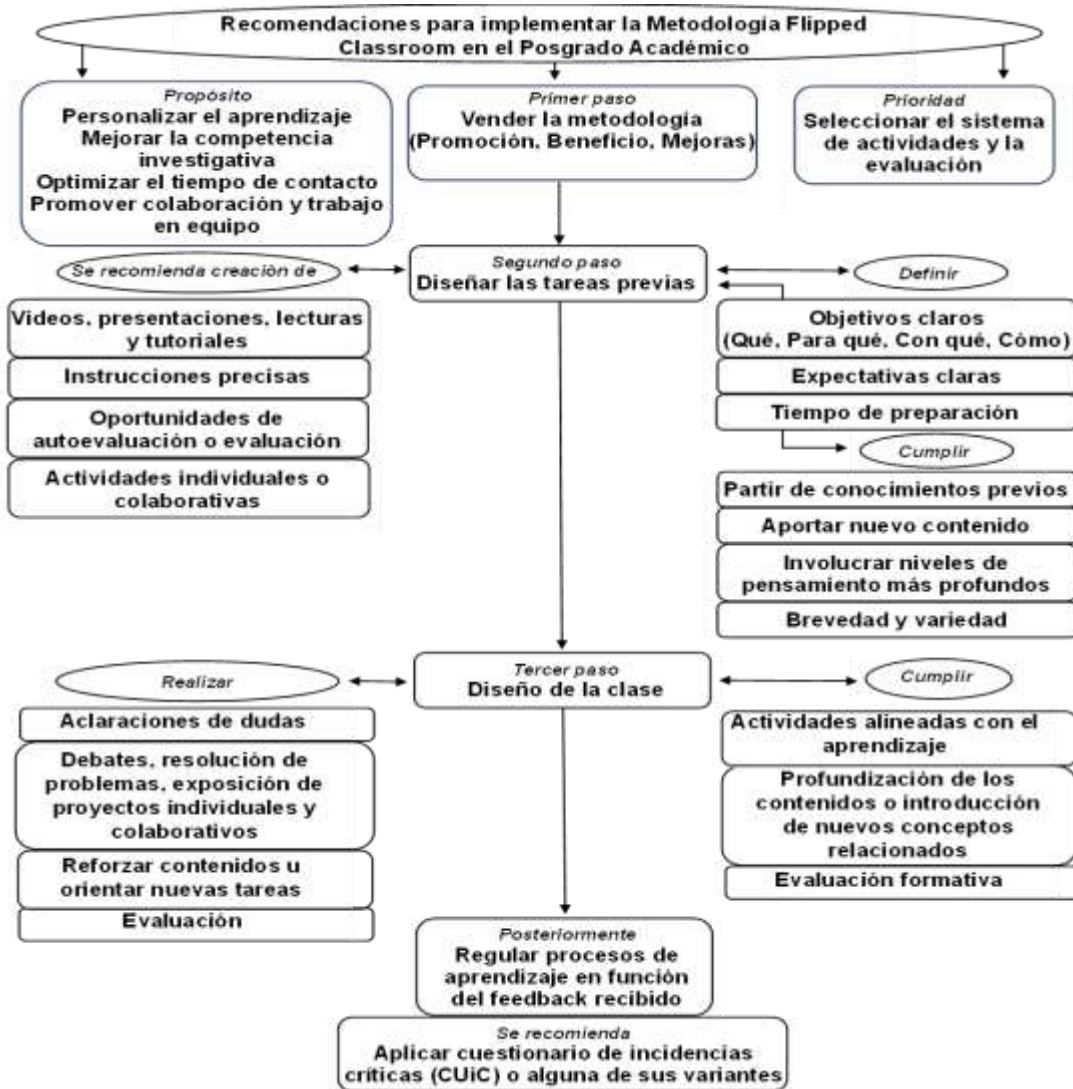 Recomendaciones para implementar la Metodología Flipped
Classroom en el Posgrado Académico
Propósito
Personalizar el aprendizaje
Mejorar la competencia
investigativa
Optimizar el tiempo de contacto
Promover colaboración y trabajo
en equipo
Primer paso
Vender la metodología
(Promoción, Beneficio, Mejoras)
Prioridad
Seleccionar el sistema
de actividades y la
evaluación
Se recomienda creaciòn de
Segundo paso
Diseñar las tareas previas
Definir
Videos, presentaciones, lecturas
y tutoriales
Instrucciones precisas
Oportunidades de
autoevaluación o evaluación
Actividades individuales o
colaborativas
Objetivos claros
(Qué, Para qué, Con qué, Cómo)
Expectativas claras
Tiempo de preparación
Cumplir
Partir de conocimientos previos
Aportar nuevo contenido
Involucrar niveles de
pensamiento más profundos
Brevedad y variedad
Realizar
Tercer paso
Diseño de la clase
Cumplir
Aclaraciones de dudas
Debates, resolución de
problemas, exposición de
proyectos individuales y
colaborativos
Reforzar contenidos u
orientar nuevas tareas
Evaluación
Actividades alineadas con el
aprendizaje
Profundización de los
contenidos o introducción
de nuevos conceptos
relacionados
Evaluación formativa
Posteriormente
Regular procesos de
aprendizaje en función
del feedback recibido
Se recomienda
Aplicar cuestionario de incidencias
críticas (CUiC) o alguna de sus
variantes